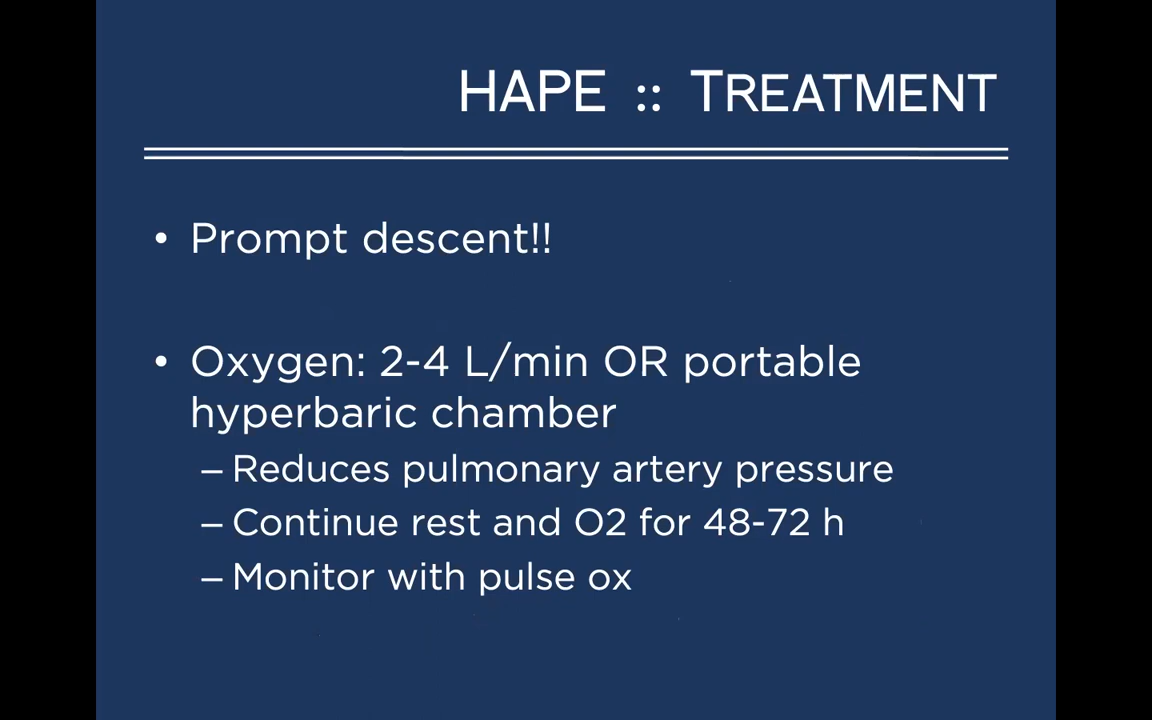 HAPE :: TREATMENT
• Prompt descent!!
• Oxygen: 2-4 L/min OR portable
hyperbaric chamber
– Reduces pulmonary artery pressure
– Continue rest and O2 for 48-72 h
– Monitor with pulse ox